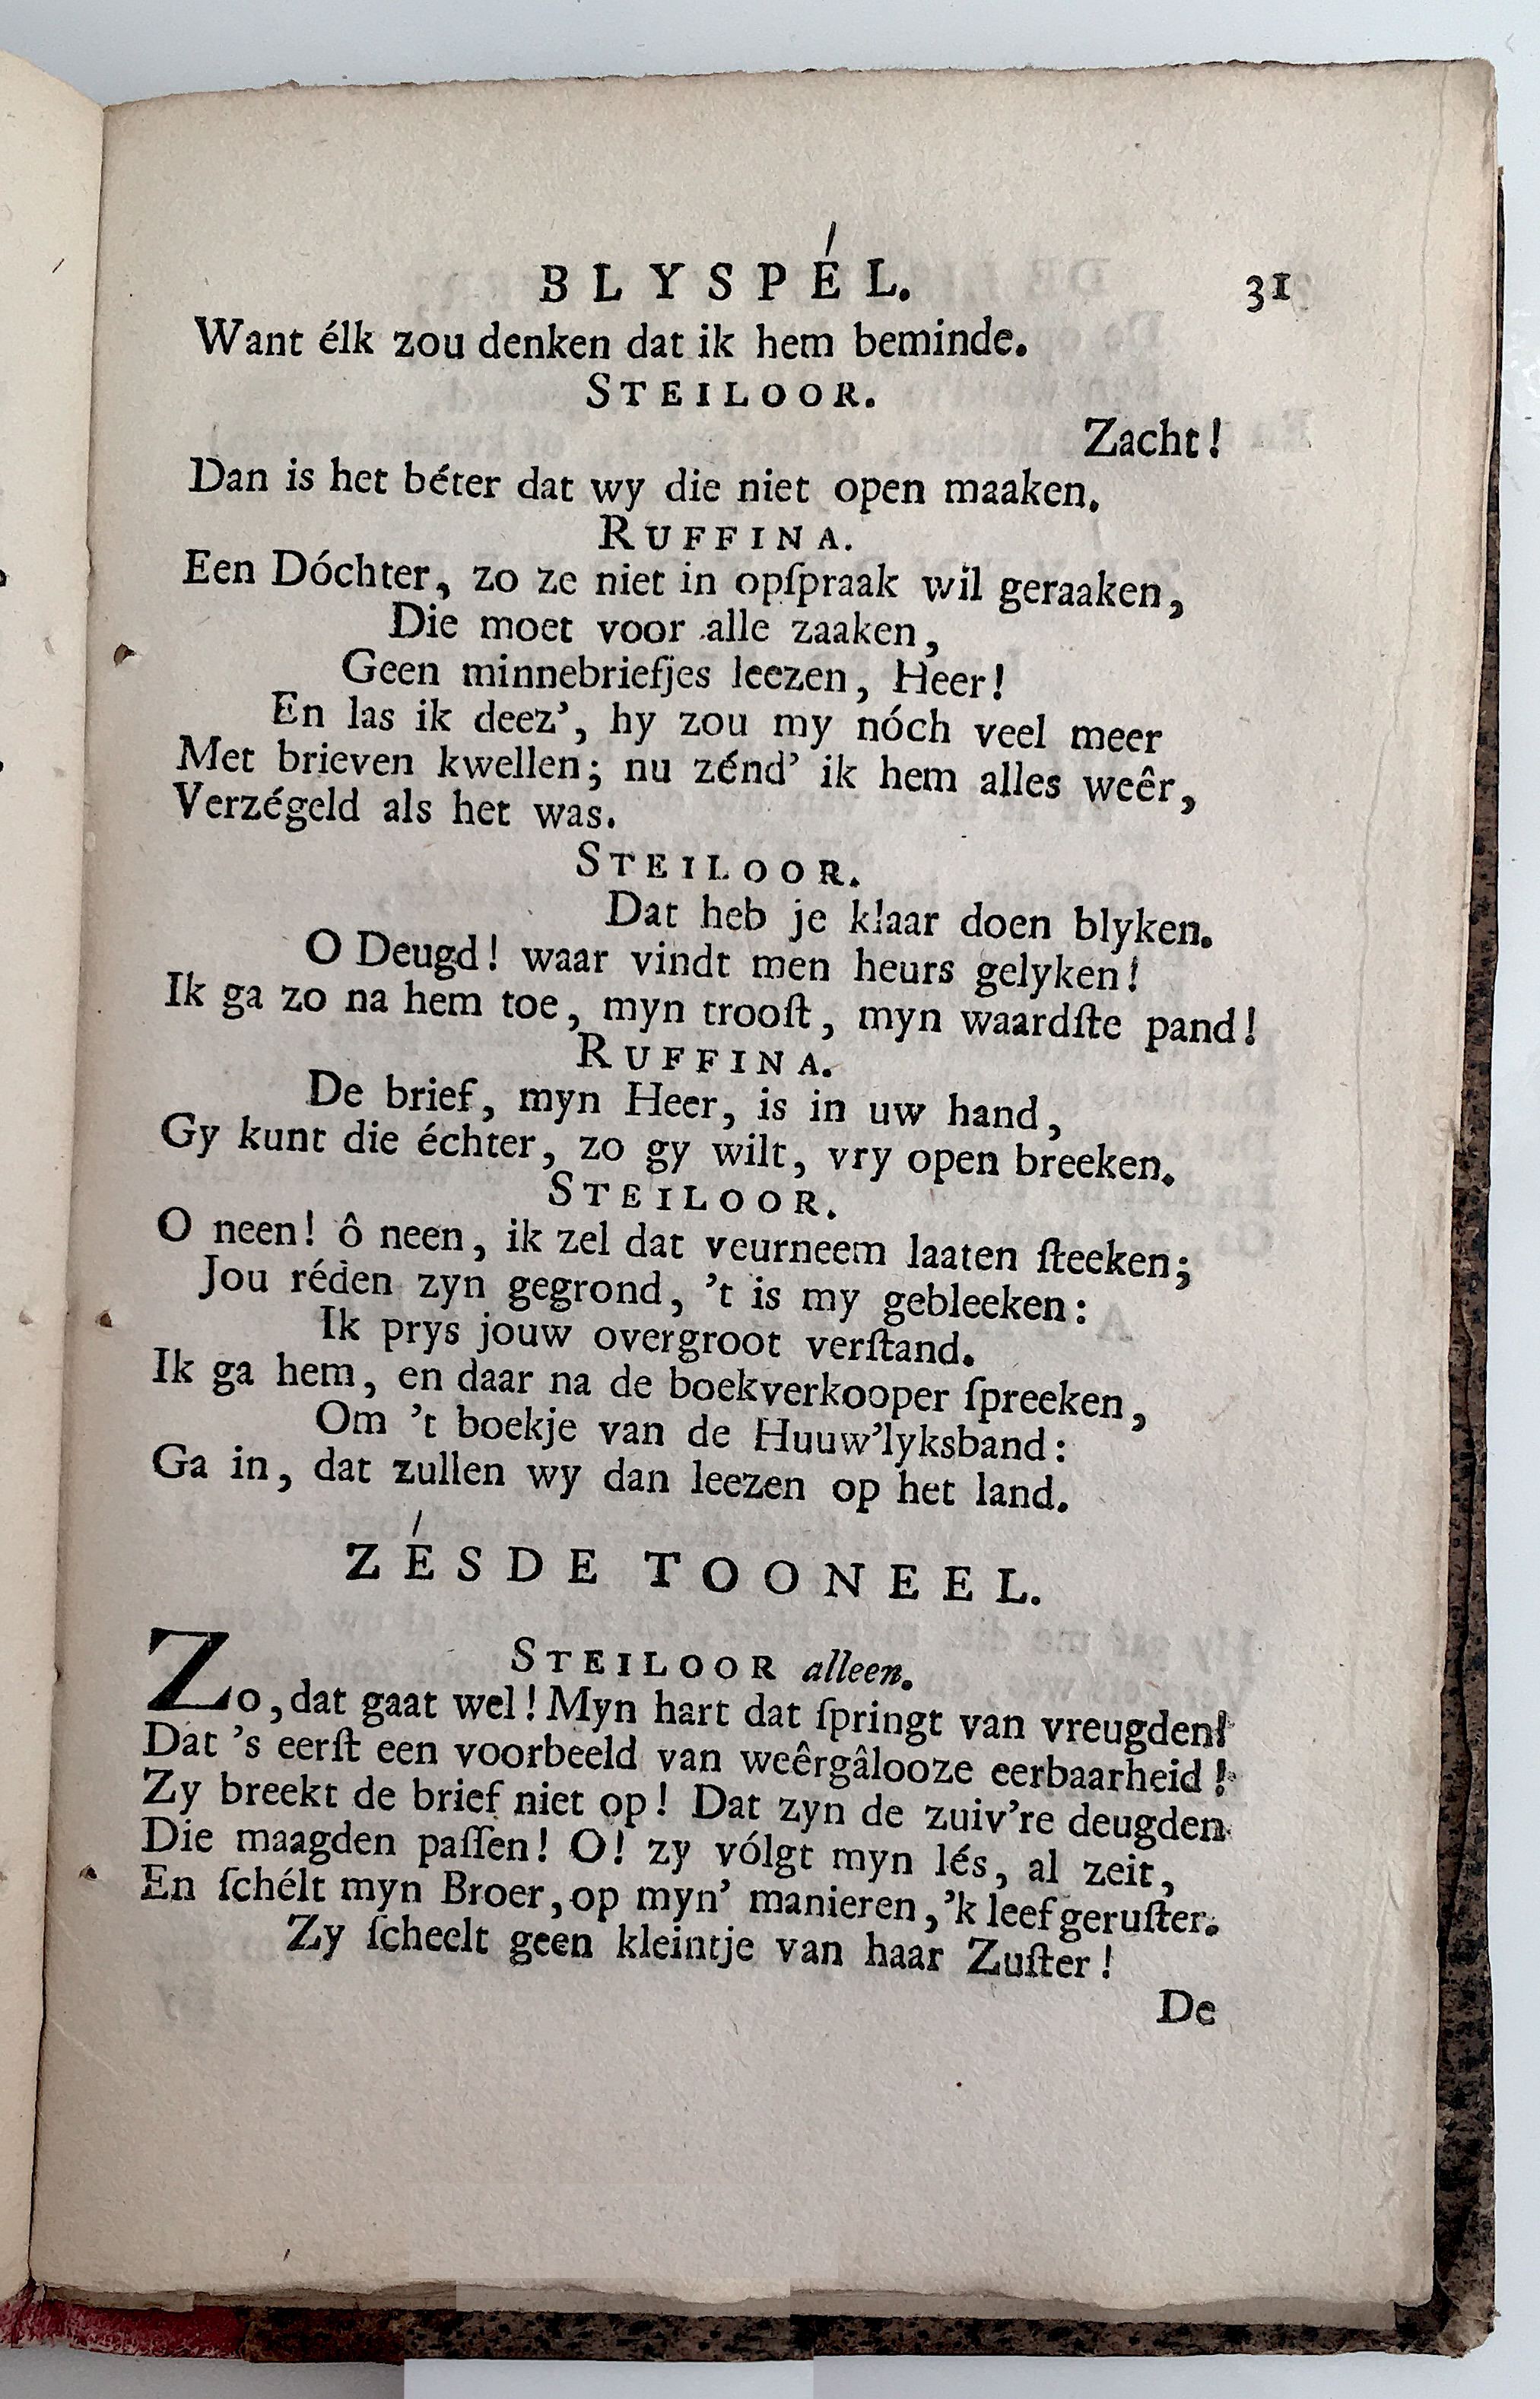 BLYSPÉL. 31
Want élk zou denken dat ik hem beminde.
STEILOOR.
Zacht!
Dan is het béter dat wy die niet open maaken.
RUFFINA.
Een Dóchter, zo ze niet in opſpraak wil geraaken,
Die moet voor alle zaaken,
Geen minnebriefjes leezen, Heer!
En las ik deez’, hy zou my nóch veel meer
Met brieven kwellen; nu zénd’ ik hem alles weêr,
Verzégeld als het was.
STEILOOR.
Dat heb je klaar doen blyken.
O Deugd! waar vindt men heurs gelyken!
Ik ga zo na hem toe, myn trooſt, myn waardſte pand!
RUFFINA.
De brief, myn Heer, is in uw hand,
Gy kunt die échter, zo gy wilt, vry open breeken.
STEILOOR.
O neen! ô neen, ik zel dat veurneem laaten ſteeken;
Jou réden zyn gegrond, ’t is my gebleeken:
Ik prys jouw overgroot verſtand.
Ik ga hem, en daar na de boekverkooper ſpreeken,
Om ’t boekje van de Huuw’lyksband:
Ga in, dat zullen wy dan leezen op het land.
ZÉSDE TOONEEL.
STEILOOR alleen.
Zo, dat gaat wel! Myn hart dat ſpringt van vreugden!
Dat ’s eerſt een voorbeeld van weêrgâlooze eerbaarheid!
Zy breekt de brief niet op! Dat zyn de zuiv’re deugden
Die maagden paſſen! O! zy vólgt myn lés, al zeit,
En ſchélt myn Broer, op myn’ manieren, ’k leef geruſter.
Zy ſcheelt geen kleintje van haar Zuſter!
De